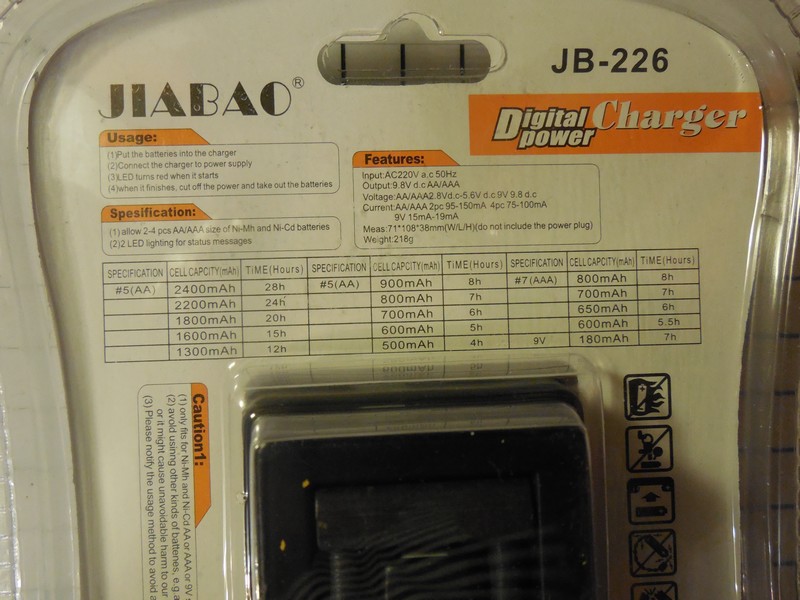 JIABAO®
JB-226
Digital power Charger
Usage:
(1)Put the batteries into the charger
(2)Connect the charger to power supply
(3)LED turns red when it starts
(4)when it finishes, cut off the power and take out the batteries
Spesification:
(1) allow 2-4 pcs AA/AAA size of Ni-Mh and Ni-Cd batteries
(2)2 LED lighting for status messages
Features:
Input:AC220V a.c 50Hz
Output:9.8V d.c AA/AAA
Voltage:AA/AAA2.8Vd.c-5.6V d.c 9V 9.8 d.c
Current:AA/AAA 2pc 95-150mA 4pc 75-100mA
9V 15mA-19mA
Meas:71*108*38mm(W/L/H)(do not include the power plug)
Weight:218g
SPECIFICATION CELL CAPCITY(mAh) TiME(Hours) SPECIFICATION CELL CAPCITY(mAh) TiME(Hours) SPECIFICATION CELL CAPCITY(mAh) TiME(Hours)
#5(AA) 2400mAh 28h #5(AA) 900mAh 8h #7(AAA) 800mAh 8h
2200mAh 24h 800mAh 7h 700mAh 7h
1800mAh 20h 700mAh 6h 650mAh 6h
1600mAh 15h 600mAh 5h 600mAh 5.5h
1300mAh 12h 500mAh 4h 9V 180mAh 7h
Caution1:
(1) only fits for Ni-Mh and Ni-Cd AA or AAA or 9V
(2) avoid usinng other kinds of batteries, e.g
or it might cause unavoidable harm to our
(3) Please notify the usage method to avoid